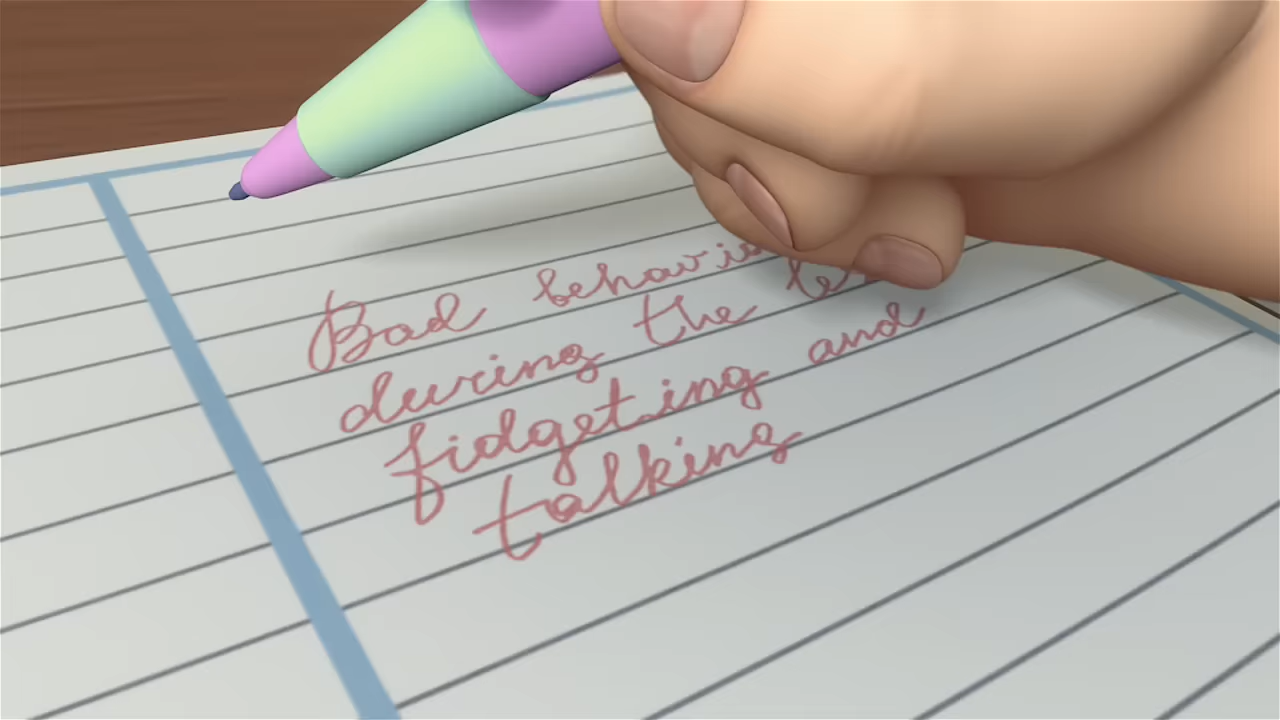 Bad
during the
fidgeting and
talking